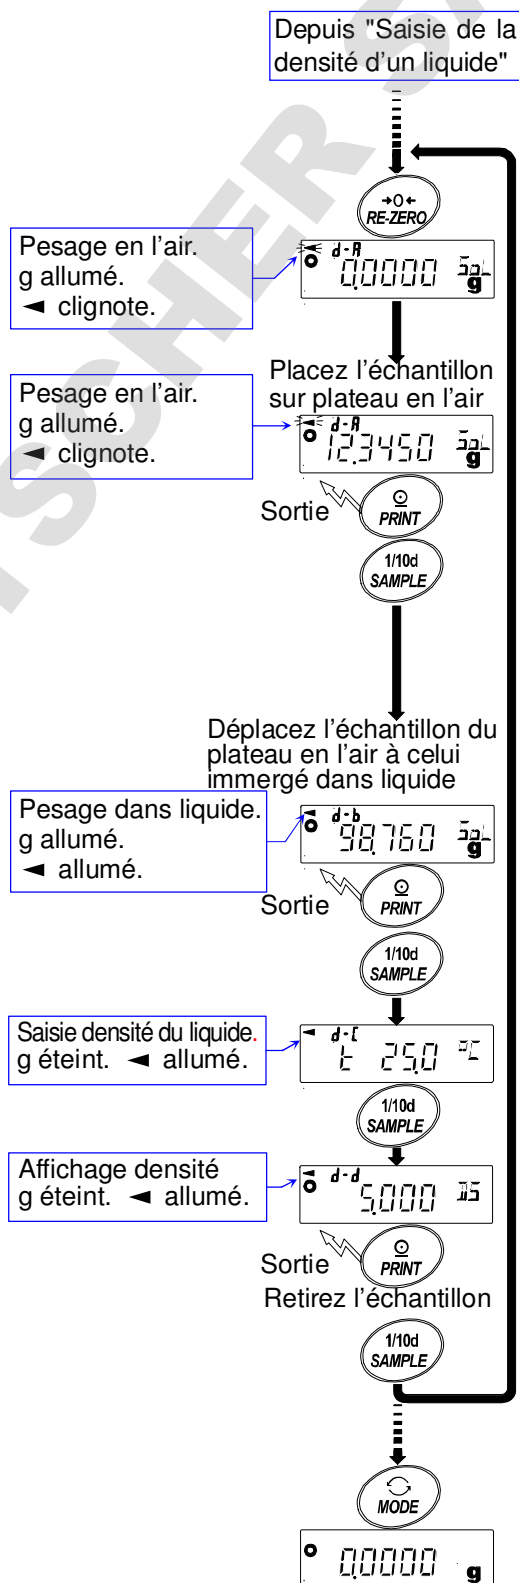 Depuis "Saisie de la
densité d'un liquide"
→0←
RE-ZERO
Pesage en l'air.
g allumé.
◄ clignote.
d-A
0.0000 g
Placez l'échantillon
sur plateau en l'air
Pesage en l'air.
g allumé.
◄ clignote.
d-A
12.3450 g
Sortie
PRINT
1/10d
SAMPLE
Déplacez l'échantillon du
plateau en l'air à celui
immergé dans liquide
Pesage dans liquide.
g allumé.
◄ allumé.
d-b
98.760 g
Sortie
PRINT
1/10d
SAMPLE
Saisie densité du liquide.
g éteint. ◄ allumé.
d-C
t 25.0 °C
1/10d
SAMPLE
Affichage densité
g éteint. ◄ allumé.
d-d
5.000 DS
Sortie
PRINT
Retirez l'échantillon
1/10d
SAMPLE
MODE
0.0000 g